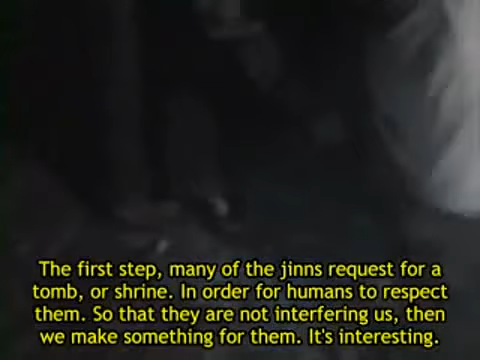 The first step, many of the jinns request for a
tomb, or shrine. In order for humans to respect
them. So that they are not interfering us, then
we make something for them. It's interesting.